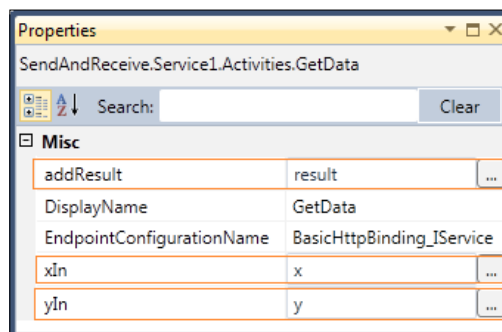 Properties
SendAndReceive.Service1.Activities.GetData
A Z Search: Clear
Misc
addResult result ...
DisplayName GetData
EndpointConfigurationName BasicHttpBinding_IService
xIn x ...
yIn y ...